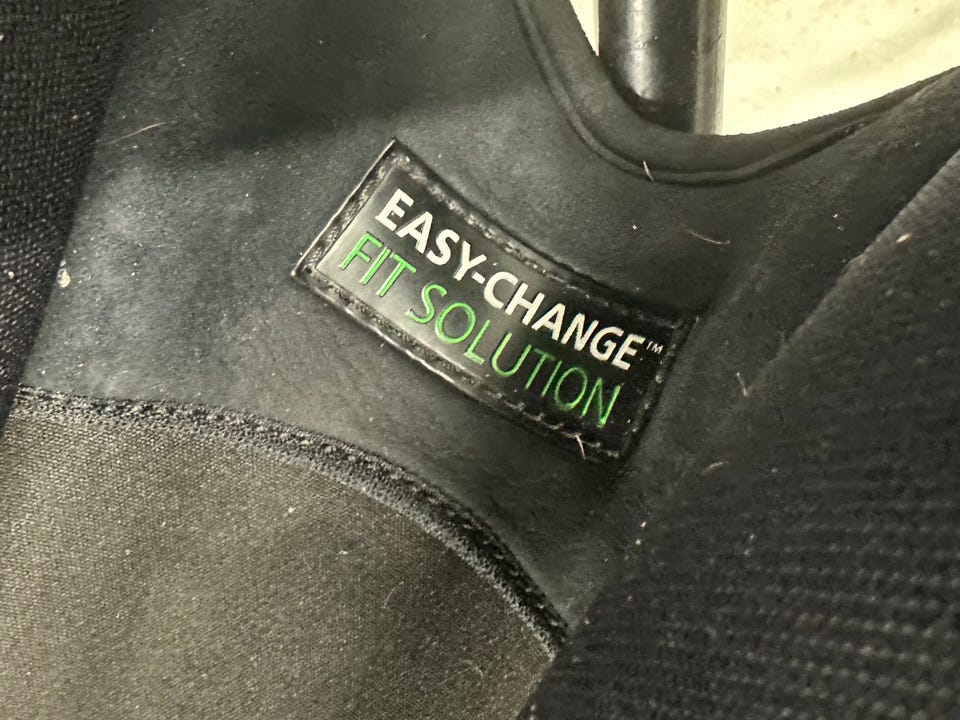 EASY-CHANGE™
FIT SOLUTION